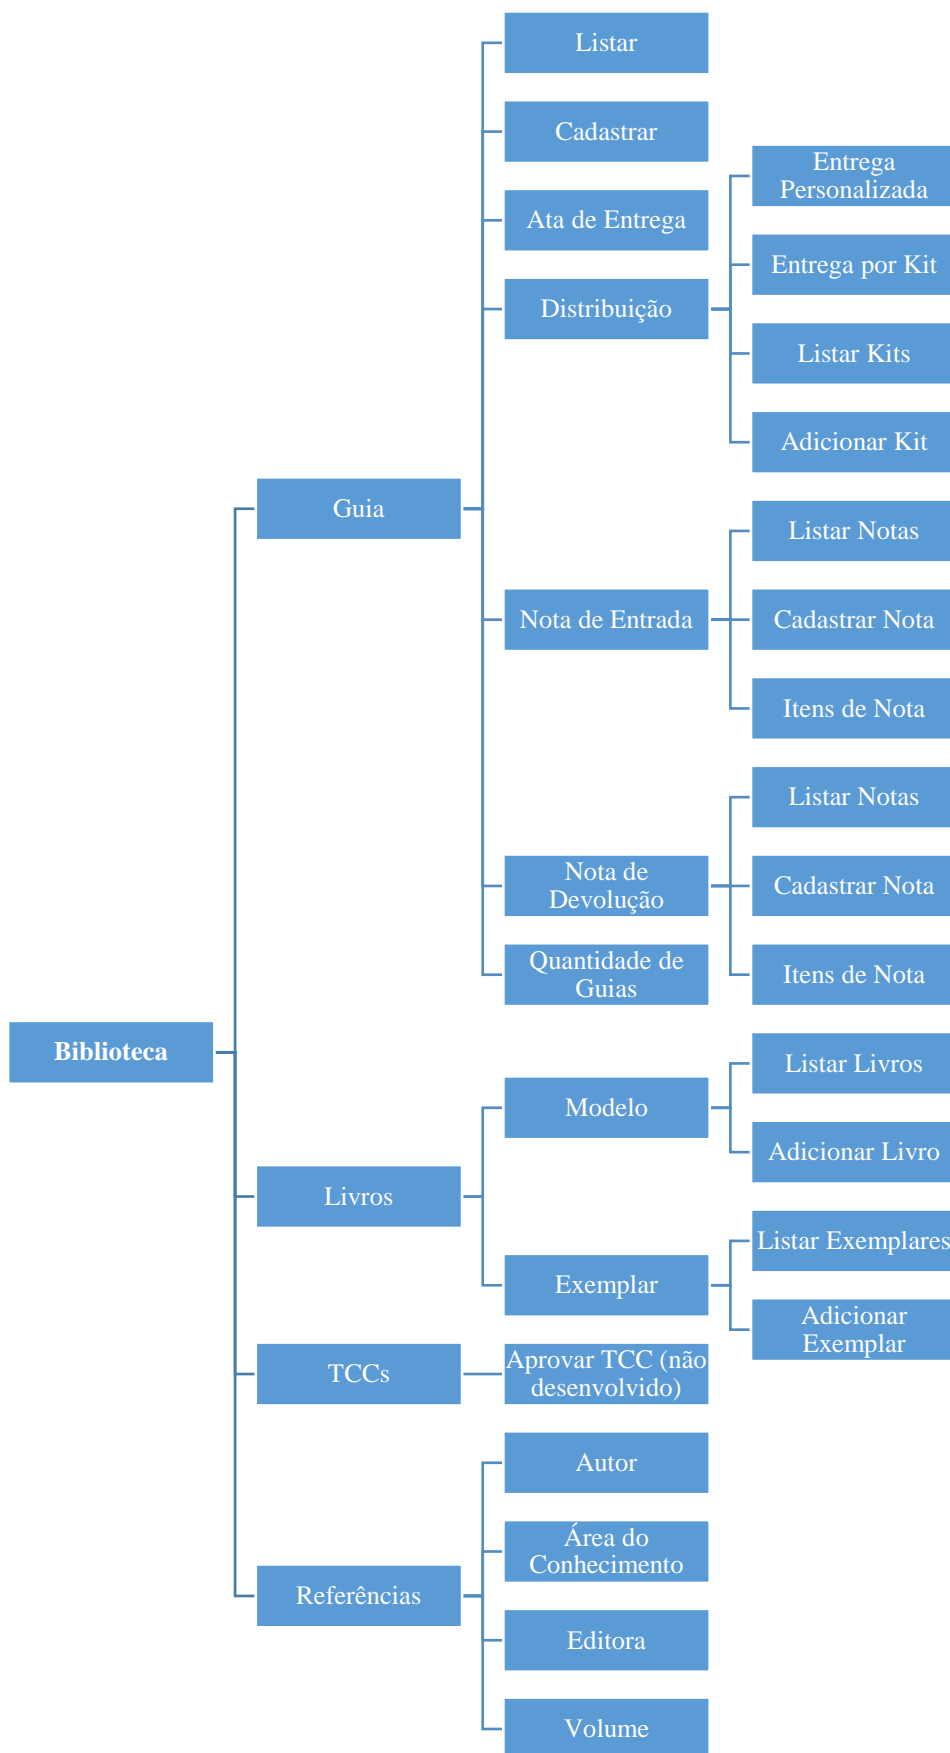 Listar
Cadastrar
Entrega
Personalizada
Ata de Entrega
Entrega por Kit
Distribuição
Listar Kits
Adicionar Kit
Guia
Listar Notas
Nota de Entrada
Cadastrar Nota
Itens de Nota
Listar Notas
Nota de
Devolução
Cadastrar Nota
Quantidade de
Guias
Itens de Nota
Biblioteca
Listar Livros
Modelo
Adicionar Livro
Livros
Listar Exemplares
Exemplar
Adicionar
Exemplar
TCCs
Aprovar TCC (não
desenvolvido)
Autor
Área do
Conhecimento
Referências
Editora
Volume